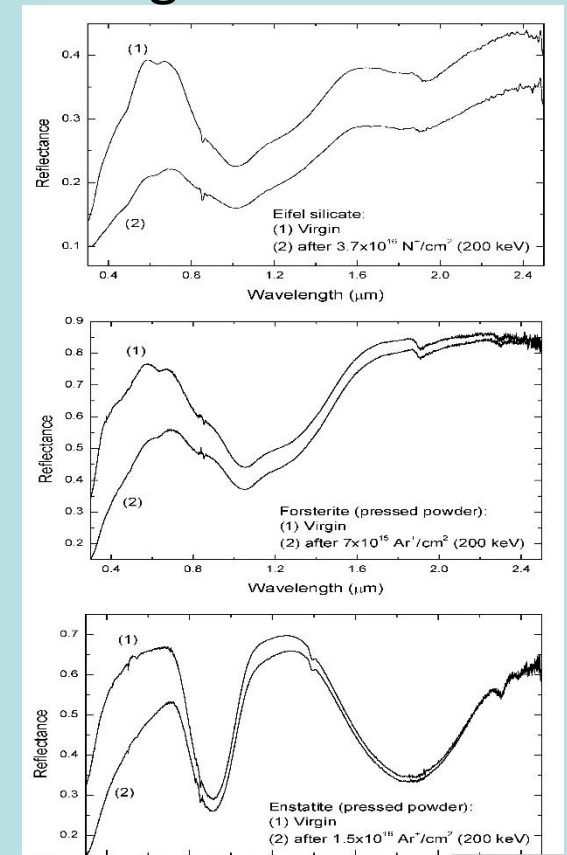 0.4
0.3
0.2
0.1
Reflectance
(1)
(2)
Eifel silicate:
(1) Virgin
(2) after 3.7x10¹⁶ N⁺/cm² (200 keV)
0.4 0.8 1.2 1.6 2.0 2.4
Wavelength (μm)
0.9
0.8
0.7
0.6
0.5
0.4
0.3
0.2
Reflectance
(1)
(2)
Forsterite (pressed powder):
(1) Virgin
(2) after 7x10¹⁵ Ar⁺/cm² (200 keV)
0.4 0.8 1.2 1.6 2.0 2.4
Wavelength (μm)
0.7
0.6
0.5
0.4
0.3
0.2
Reflectance
(1)
(2)
Enstatite (pressed powder):
(1) Virgin
(2) after 1.5x10¹⁶ Ar⁺/cm² (200 keV)